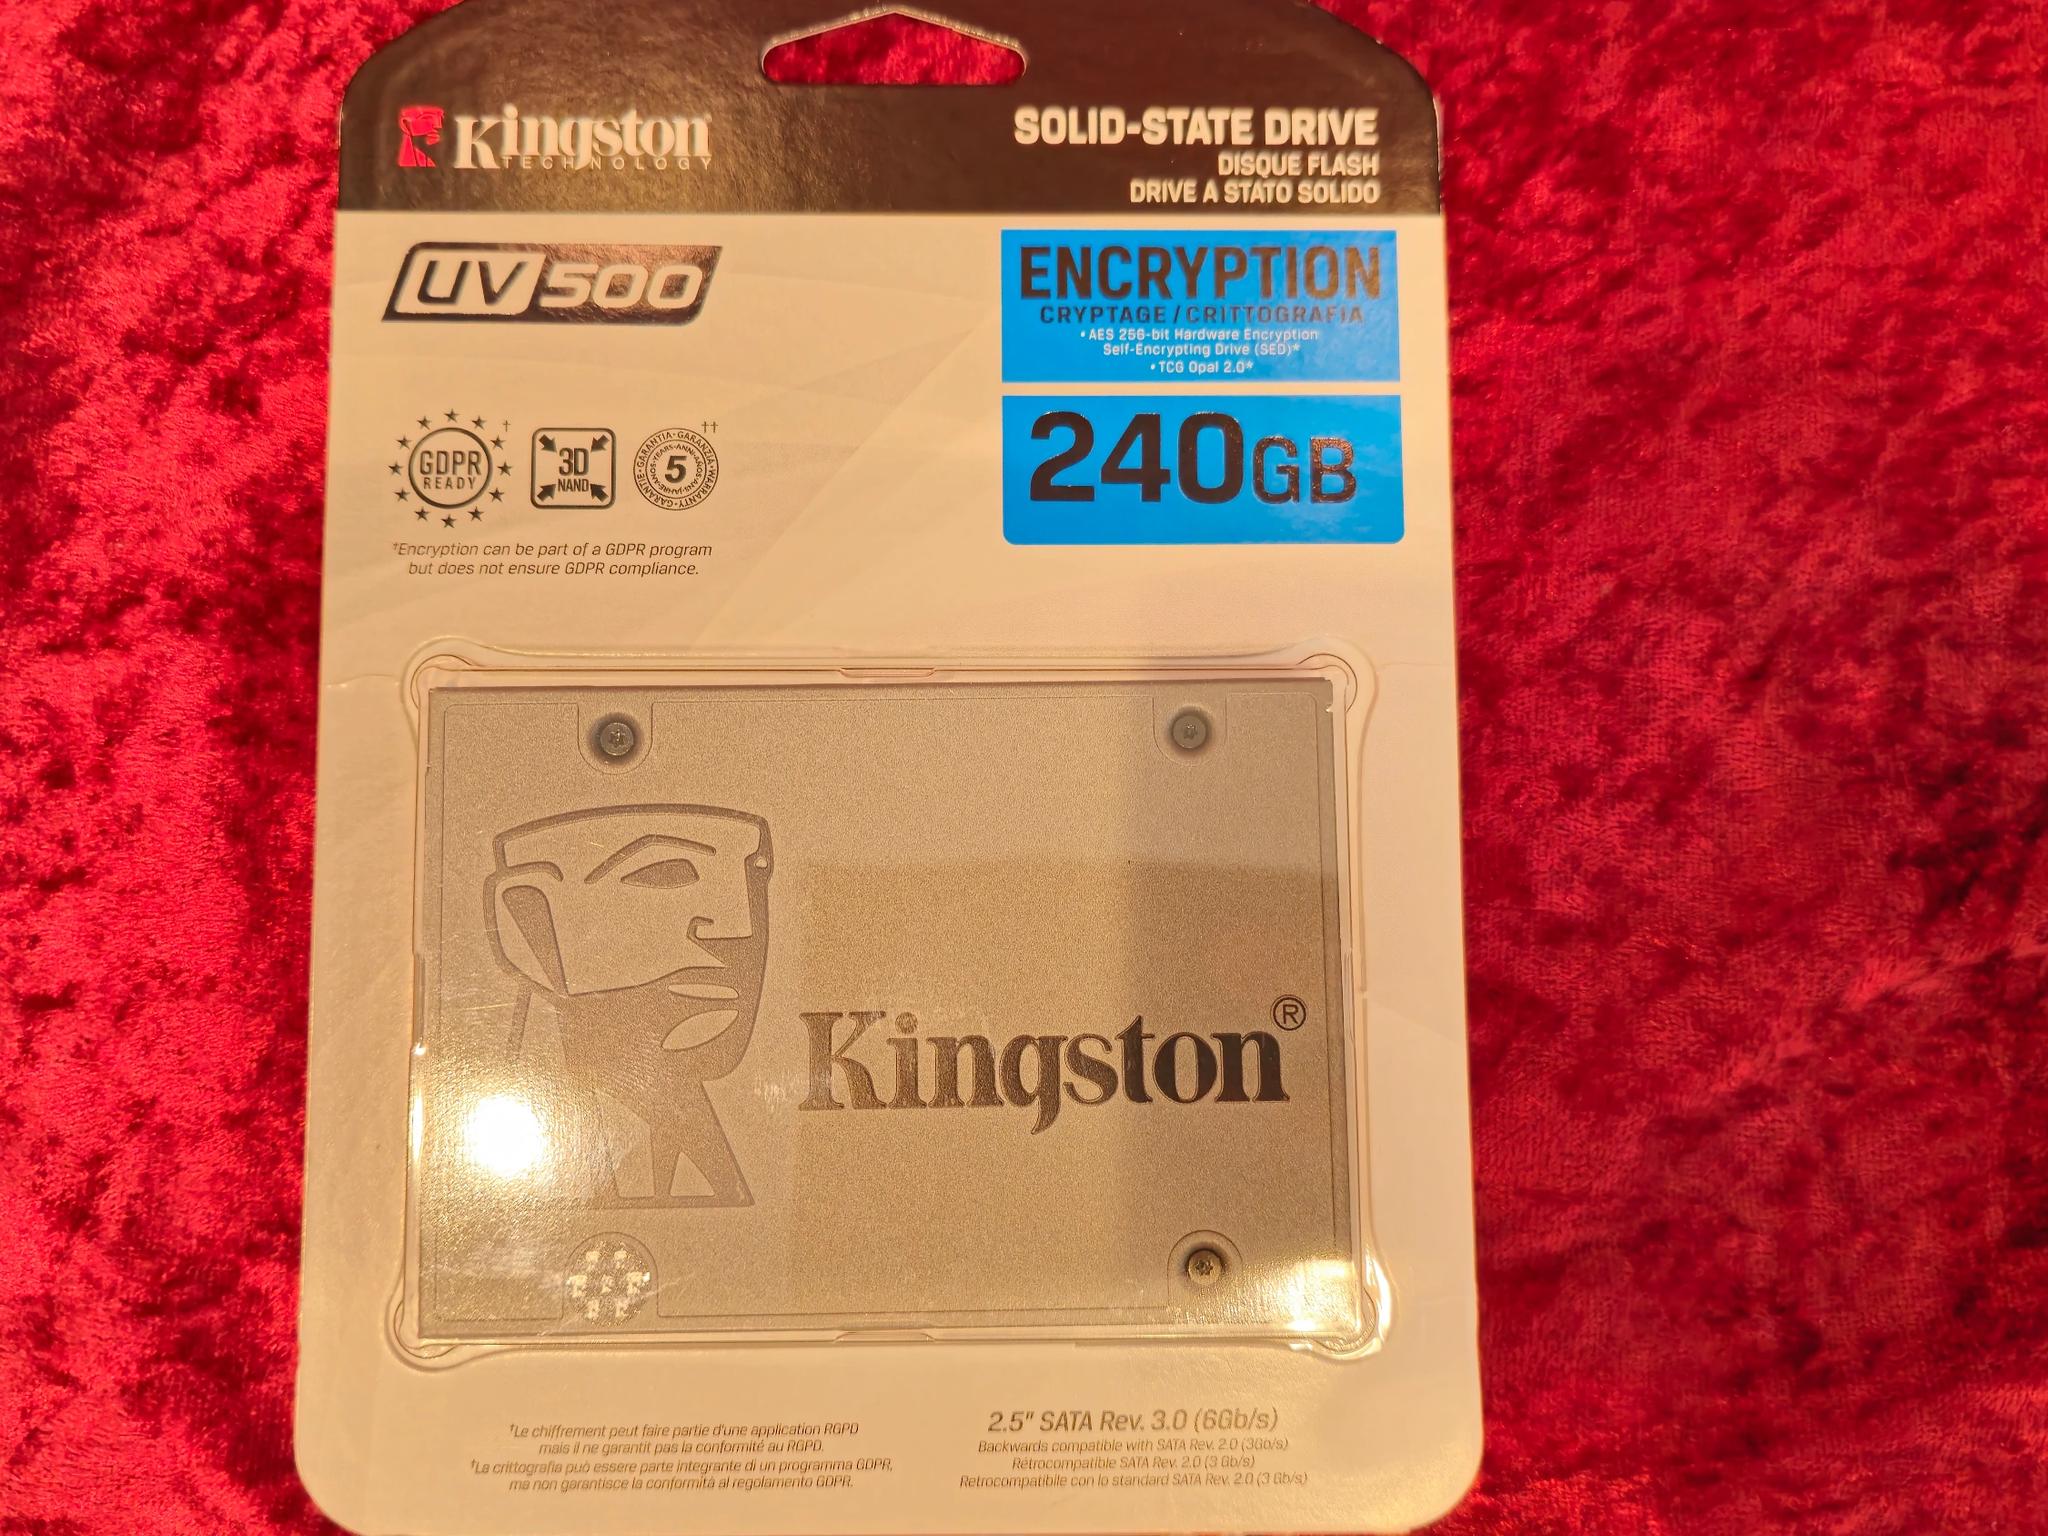 Kingston
TECHNOLOGY
SOLID-STATE DRIVE
DISQUE FLASH
DRIVE A STATO SOLIDO
UV500
ENCRYPTION
CRYPTAGE / CRITTOGRAFIA
• AES 256-bit Hardware Encryption
Self-Encrypting Drive (SED)*
• TCG Opal 2.0*
240GB
GDPR
READY
†
3D
NAND
5
††
†Encryption can be part of a GDPR program
but does not ensure GDPR compliance.
Kingston®
†Le chiffrement peut faire partie d'une application RGPD
mais il ne garantit pas la conformité au RGPD.
†La crittografia può essere parte integrante di un programma GDPR,
ma non garantisce la conformità al regolamento GDPR.
2.5" SATA Rev. 3.0 (6Gb/s)
Backwards compatible with SATA Rev. 2.0 (3Gb/s)
Rétrocompatible SATA Rev. 2.0 (3 Gb/s)
Retrocompatibile con lo standard SATA Rev. 2.0 (3 Gb/s)